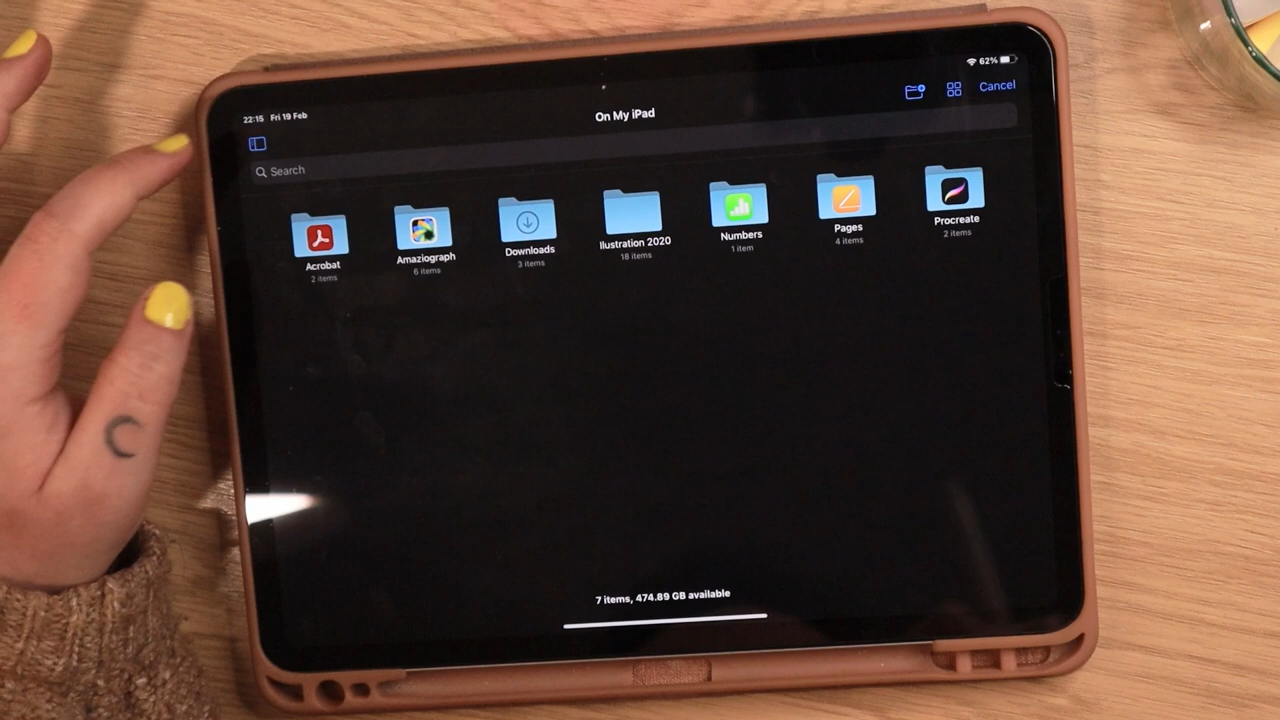 22:15 Fri 19 Feb
62%
On My iPad
Cancel
Search
Acrobat
2 items
Amaziograph
6 items
Downloads
3 items
Ilustration 2020
18 items
Numbers
1 item
Pages
4 items
Procreate
2 items
7 items, 474.89 GB available